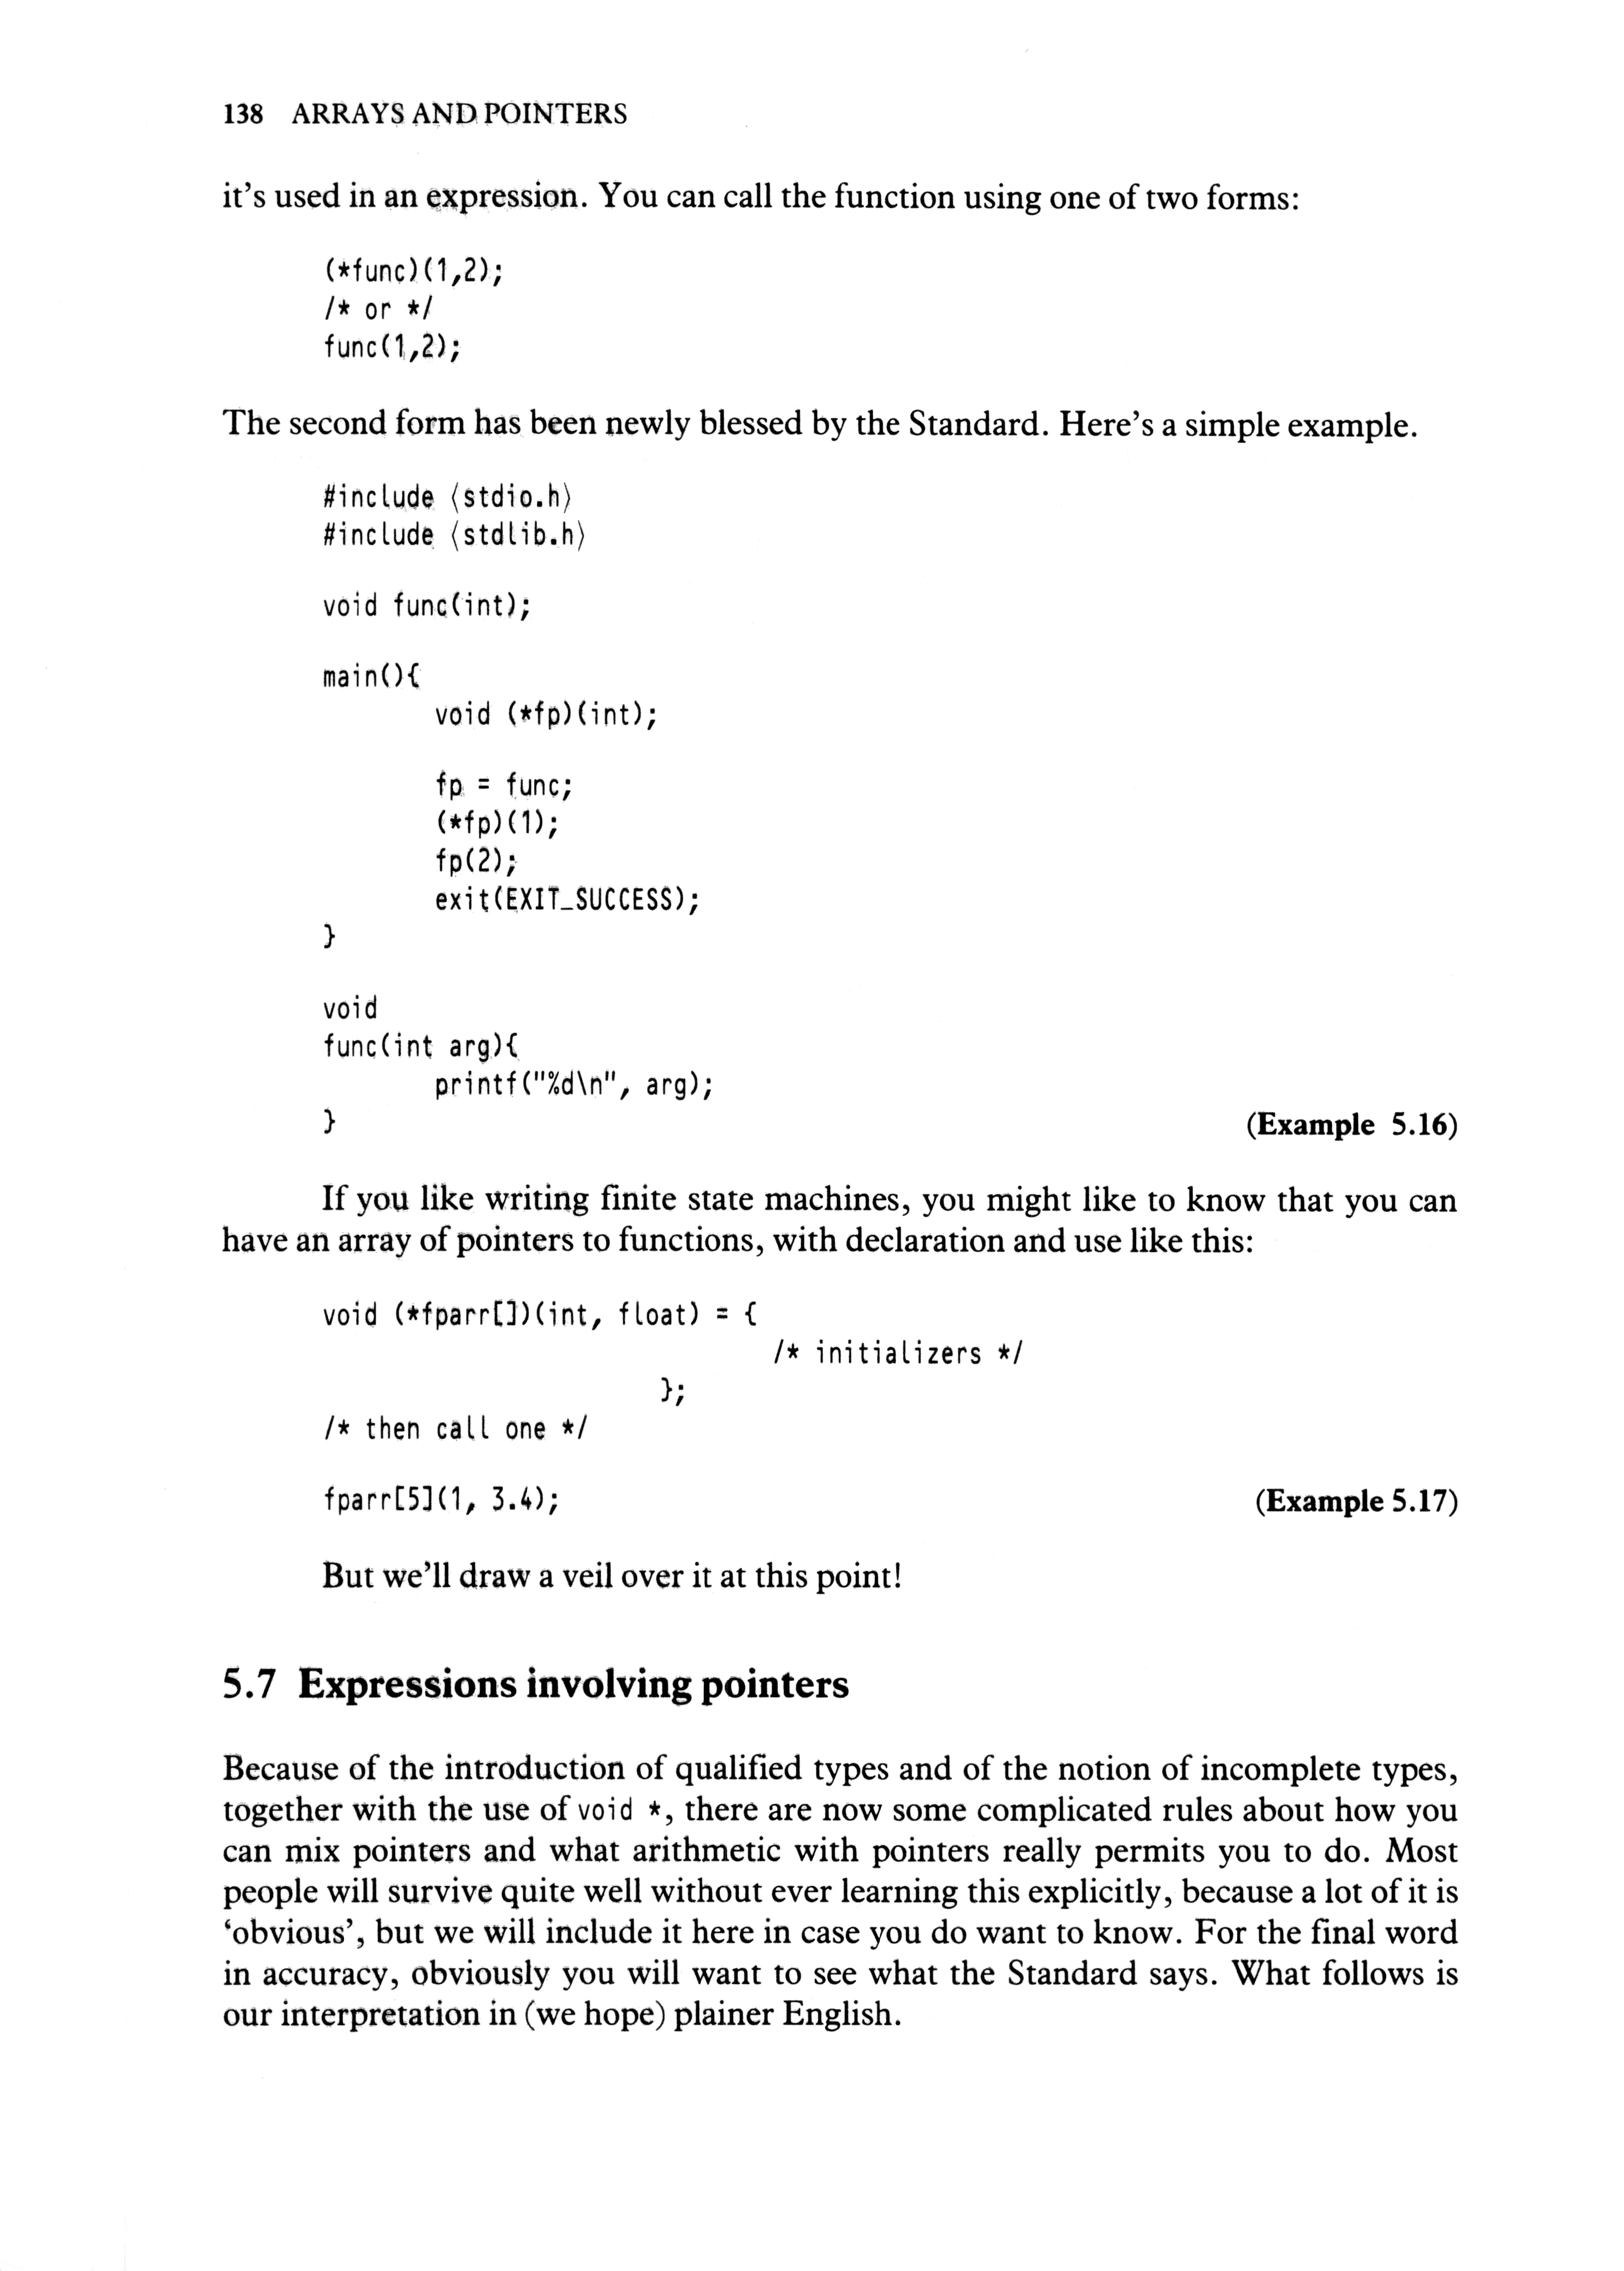 138 ARRAYS AND POINTERS
it's used in an expression. You can call the function using one of two forms:
(*func)(1,2);
/* or */
func(1,2);
The second form has been newly blessed by the Standard. Here's a simple example.
#include ⟨stdio.h⟩
#include ⟨stdlib.h⟩
void func(int);
main(){
void (*fp)(int);
fp = func;
(*fp)(1);
fp(2);
exit(EXIT_SUCCESS);
}
void
func(int arg){
printf("%d\n", arg);
}
(Example 5.16)
If you like writing finite state machines, you might like to know that you can
have an array of pointers to functions, with declaration and use like this:
void (*fparr[])(int, float) = {
/* initializers */
};
/* then call one */
fparr[5](1, 3.4);
(Example 5.17)
But we'll draw a veil over it at this point!
5.7 Expressions involving pointers
Because of the introduction of qualified types and of the notion of incomplete types,
together with the use of void *, there are now some complicated rules about how you
can mix pointers and what arithmetic with pointers really permits you to do. Most
people will survive quite well without ever learning this explicitly, because a lot of it is
‘obvious’, but we will include it here in case you do want to know. For the final word
in accuracy, obviously you will want to see what the Standard says. What follows is
our interpretation in (we hope) plainer English.